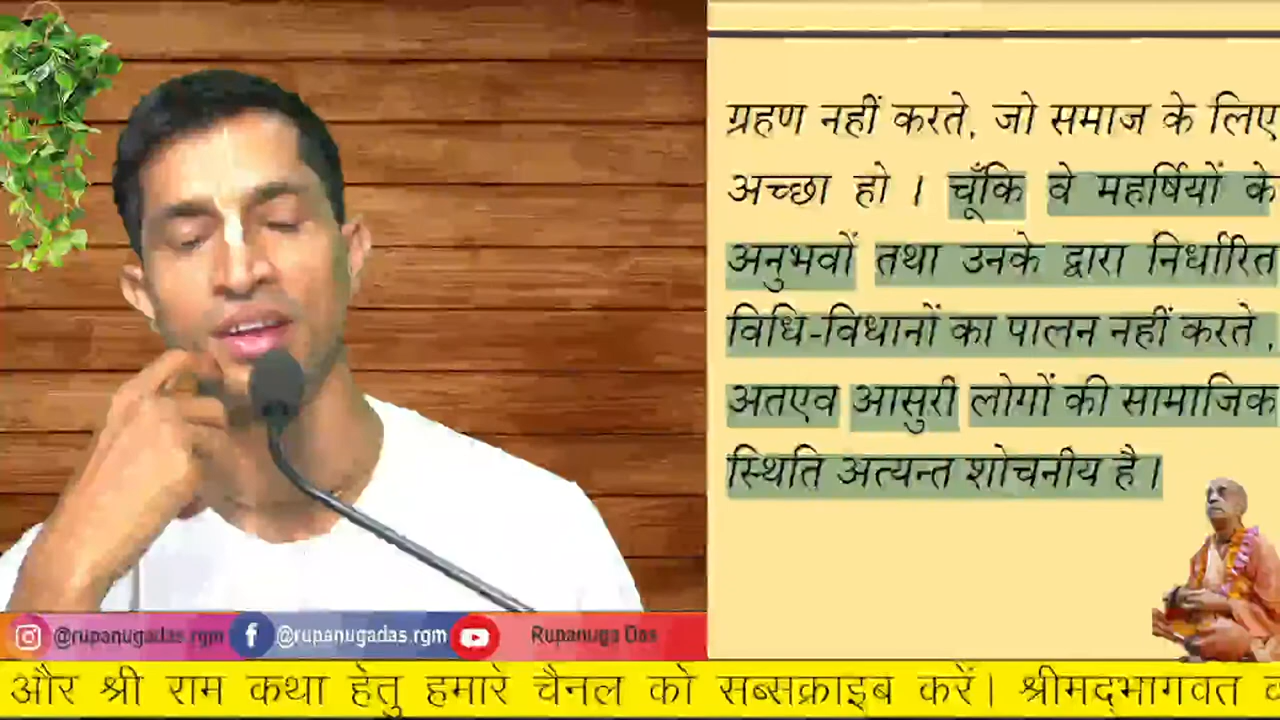 ग्रहण नहीं करते, जो समाज के लिए
अच्छा हो । चूँकि वे महर्षियों के
अनुभवों तथा उनके द्वारा निर्धारित
विधि-विधानों का पालन नहीं करते ,
अतएव आसुरी लोगों की सामाजिक
स्थिति अत्यन्त शोचनीय है ।
@rupanugadas.rgm @rupanugadas.rgm Rupanuga Das
और श्री राम कथा हेतु हमारे चैनल को सब्सक्राइब करें। श्रीमद्भागवत